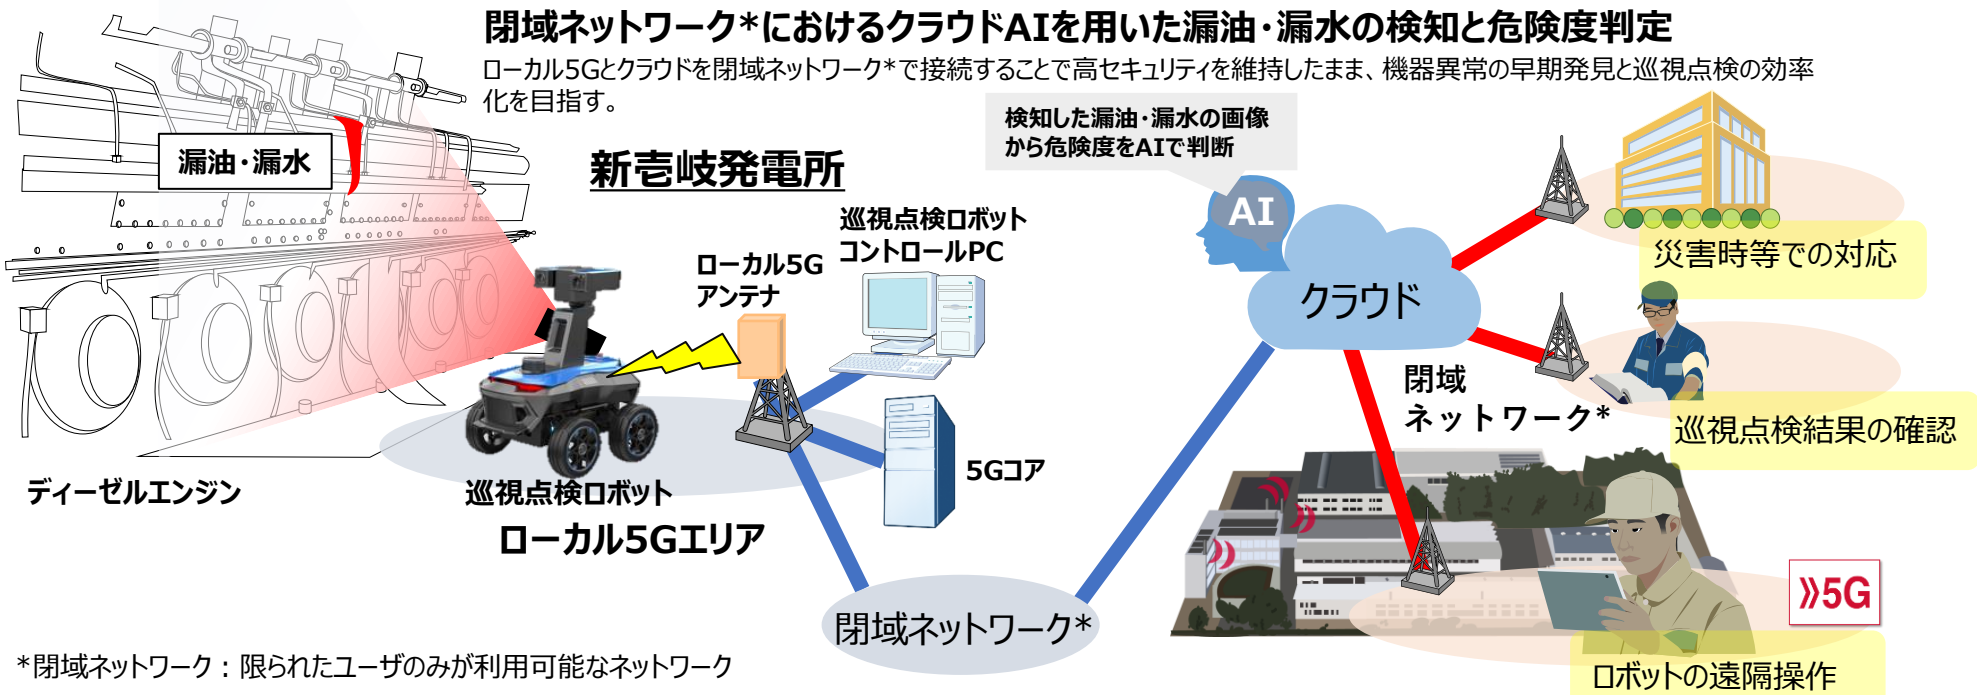 閉域ネットワーク*におけるクラウドAIを用いた漏油・漏水の検知と危険度判定
ローカル5Gとクラウドを閉域ネットワーク*で接続することで高セキュリティを維持したまま、機器異常の早期発見と巡視点検の効率
化を目指す。
検知した漏油・漏水の画像
から危険度をAIで判断
漏油・漏水
新壱岐発電所
AI
巡視点検ロボット
コントロールPC
ローカル5G
アンテナ
クラウド
災害時等での対応
閉域
ネットワーク*
巡視点検結果の確認
5Gコア
ディーゼルエンジン
巡視点検ロボット
ローカル5Gエリア
5G
閉域ネットワーク*
ロボットの遠隔操作
*閉域ネットワーク：限られたユーザのみが利用可能なネットワーク